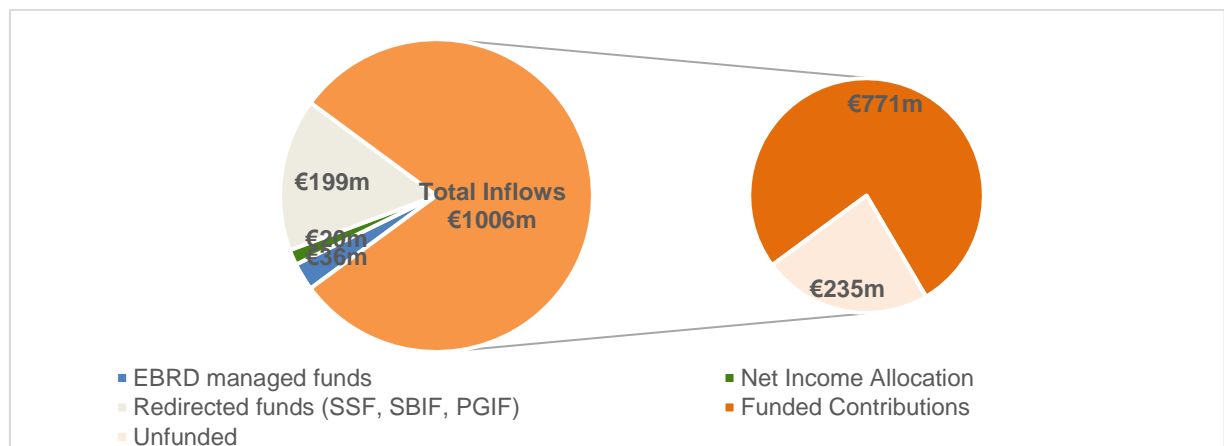 €771m
€199m
Total Inflows
€1006m
€20m
€36m
€235m
EBRD managed funds
Net Income Allocation
Redirected funds (SSF, SBIF, PGIF)
Funded Contributions
Unfunded